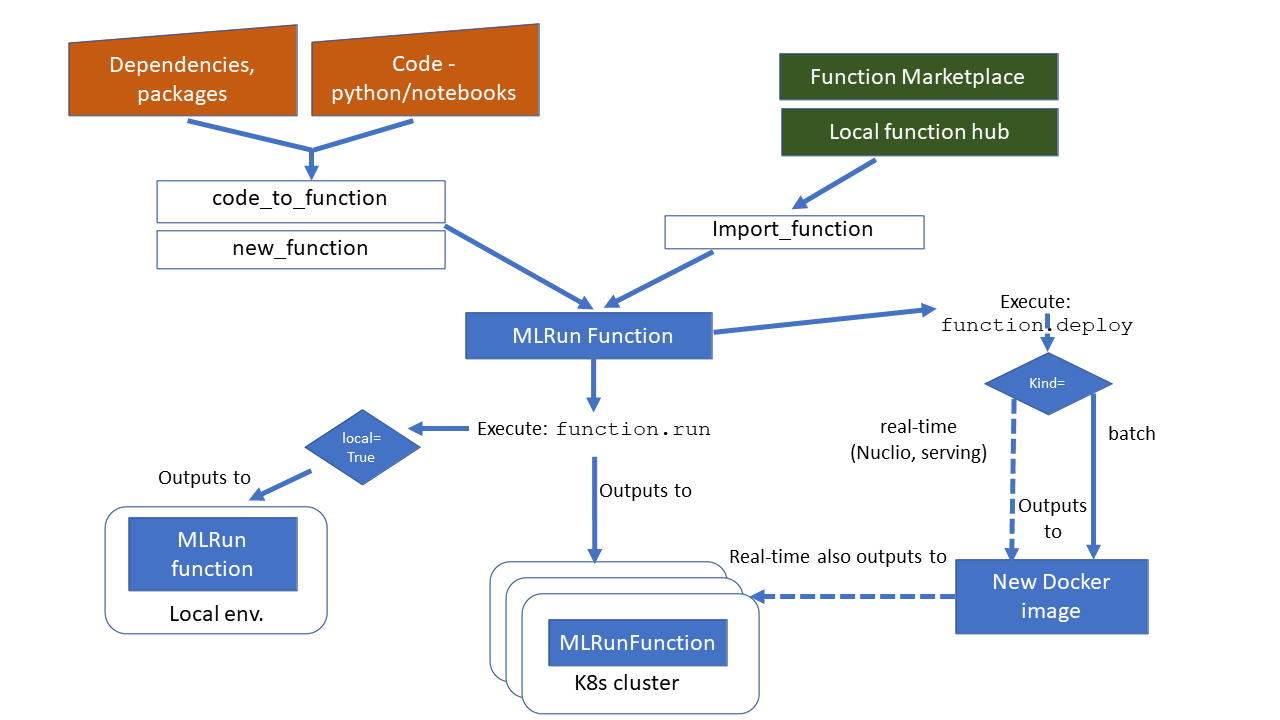 Dependencies,
packages
Code -
python/notebooks
Function Marketplace
Local function hub
code_to_function
new_function
Import_function
MLRun Function
Execute:
function.deploy
Kind=
real-time
(Nuclio, serving)
batch
Outputs
to
Execute: function.run
local=
True
Outputs to
MLRun
function
Local env.
Outputs to
Real-time also outputs to
New Docker
image
MLRunFunction
K8s cluster